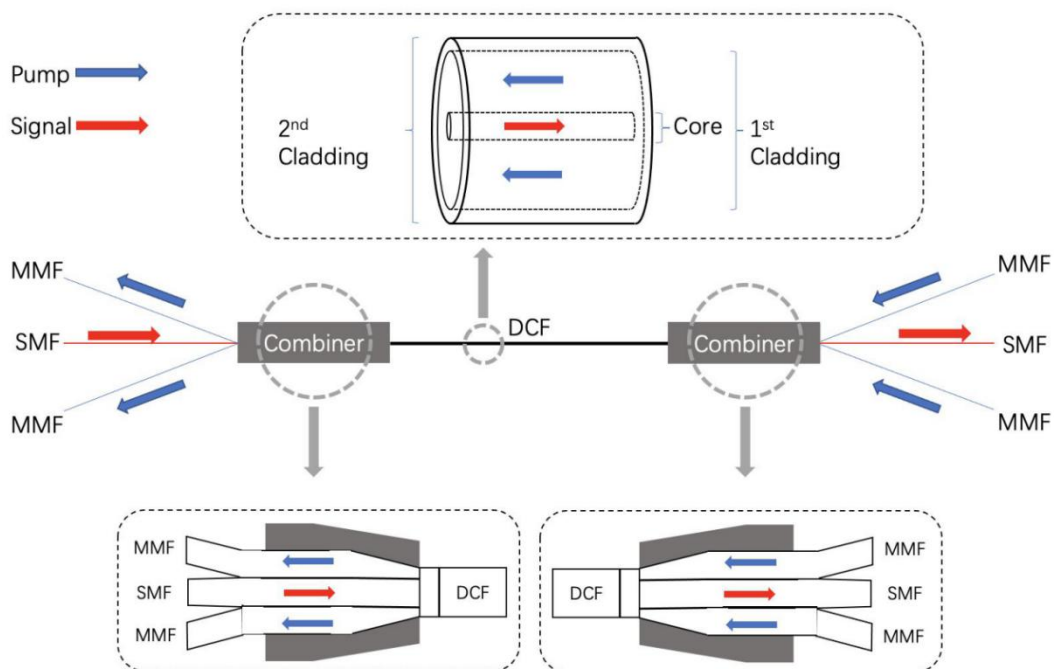 Pump
Signal
2nd
Cladding
Core
1st
Cladding
MMF
SMF
MMF
Combiner
DCF
Combiner
MMF
SMF
MMF
MMF
SMF
MMF
DCF
DCF
MMF
SMF
MMF